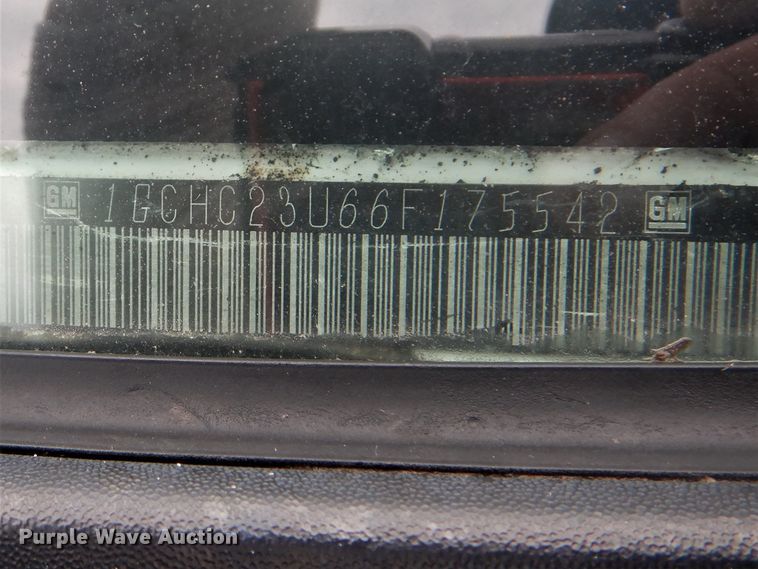 GM 1GCHC23U66F175542 GM
Purple Wave Auction